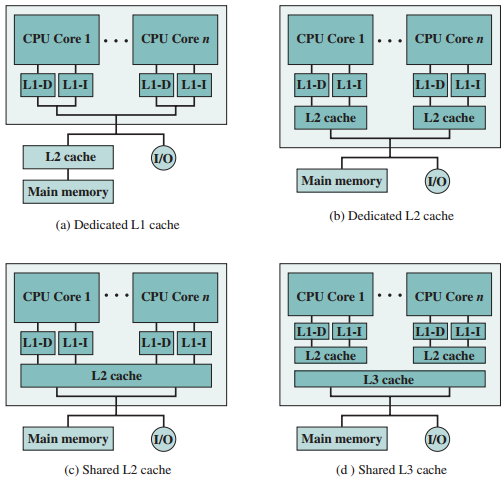 CPU Core 1 • • • CPU Core n
L1-D L1-I L1-D L1-I
L2 cache I/O
Main memory
(a) Dedicated L1 cache
CPU Core 1 • • • CPU Core n
L1-D L1-I L1-D L1-I
L2 cache L2 cache
Main memory I/O
(b) Dedicated L2 cache
CPU Core 1 • • • CPU Core n
L1-D L1-I L1-D L1-I
L2 cache
Main memory I/O
(c) Shared L2 cache
CPU Core 1 • • • CPU Core n
L1-D L1-I L1-D L1-I
L2 cache L2 cache
L3 cache
Main memory I/O
(d ) Shared L3 cache